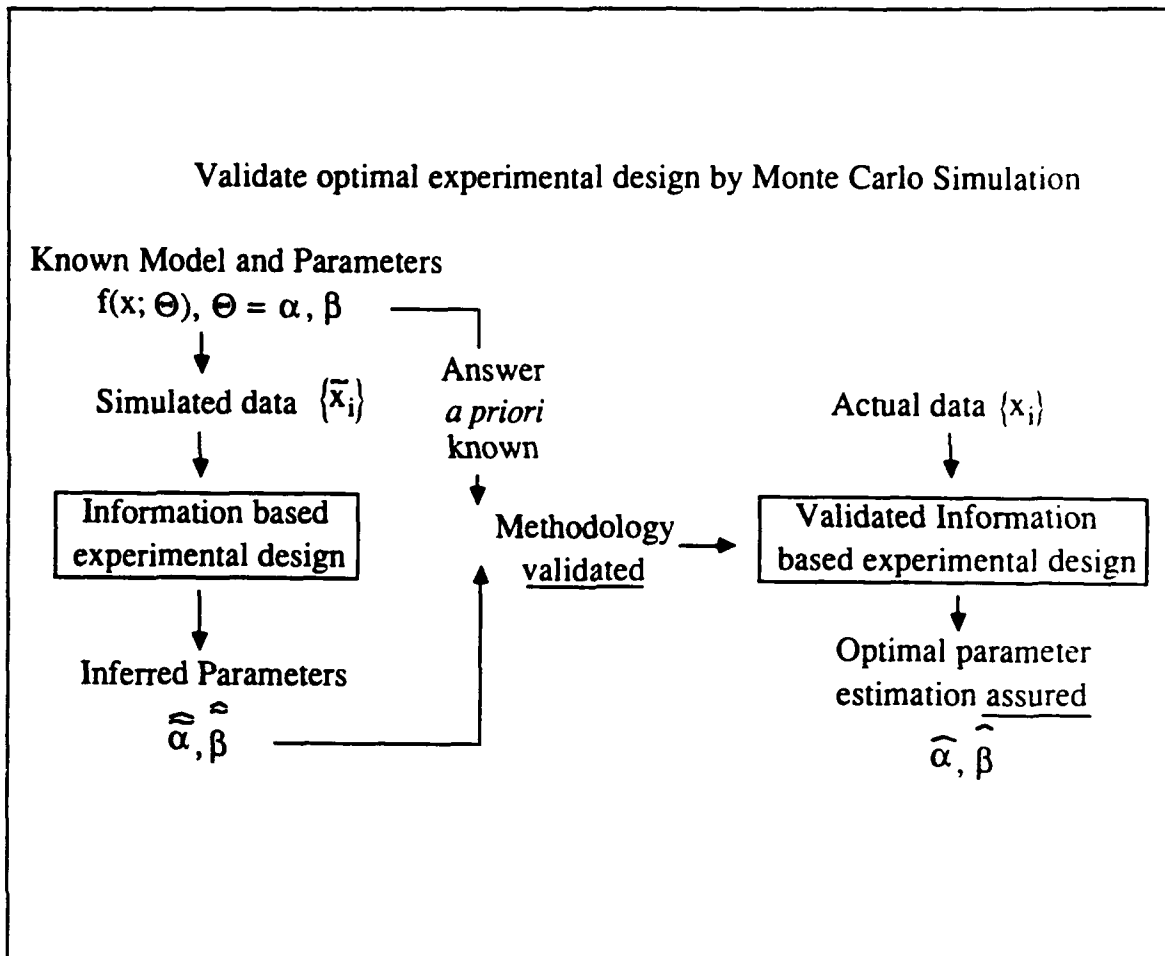 Validate optimal experimental design by Monte Carlo Simulation
Known Model and Parameters
f(x; Θ), Θ = α, β
Simulated data {x̃ᵢ}
Information based
experimental design
Inferred Parameters
α̃̂, β̃̂
Answer
a priori
known
Methodology
validated
Actual data {xᵢ}
Validated Information
based experimental design
Optimal parameter
estimation assured
α̂, β̂